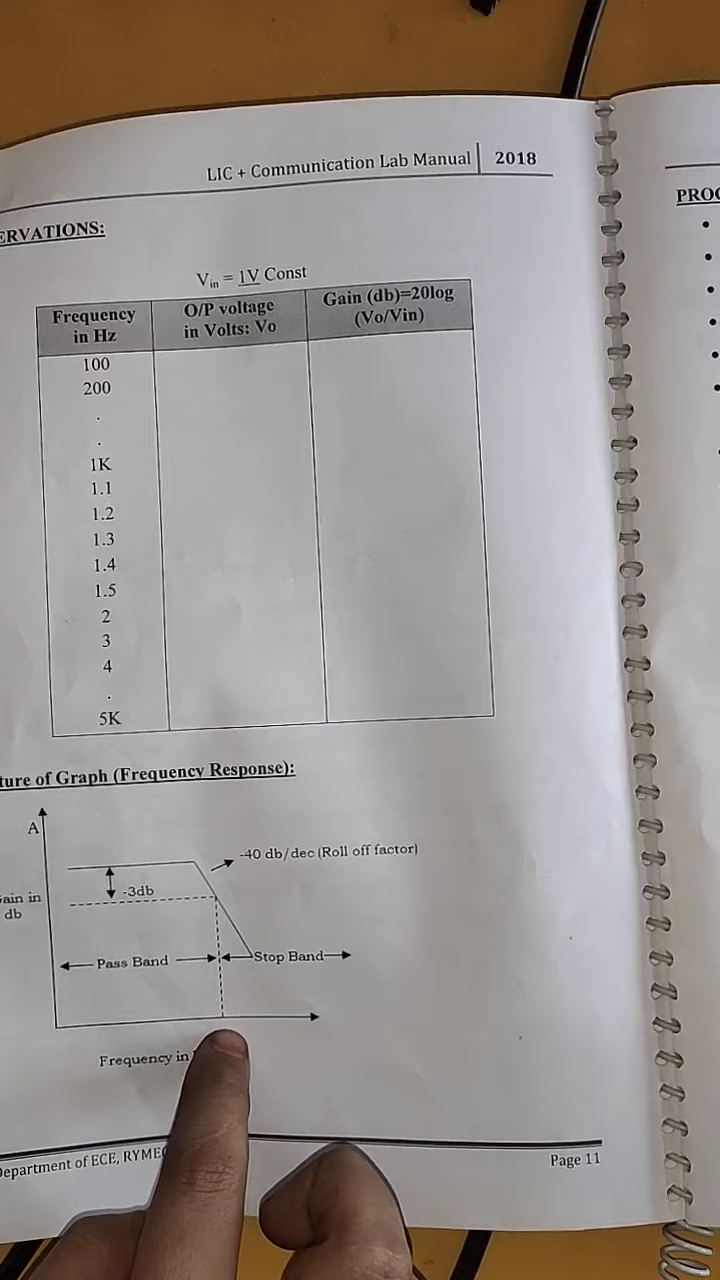 LIC + Communication Lab Manual 2018
ERVATIONS:
Vin = 1V Const
Frequency in Hz
O/P voltage in Volts: Vo
Gain (db)=20log (Vo/Vin)
100
200
.
.
1K
1.1
1.2
1.3
1.4
1.5
2
3
4
.
5K
ture of Graph (Frequency Response):
A
-40 db/dec (Roll off factor)
-3db
ain in
db
Pass Band
Stop Band
Frequency in
Department of ECE, RYMEC
Page 11
PROC